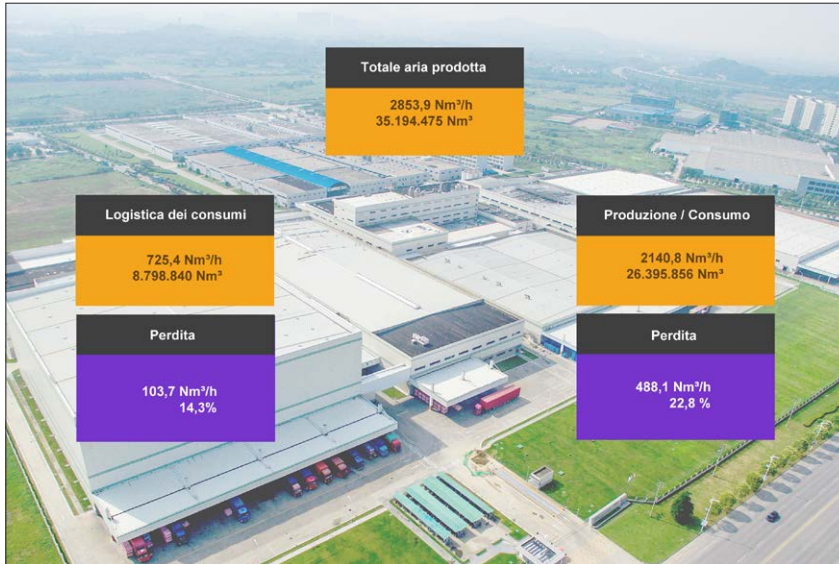 Totale aria prodotta
2853,9 Nm³/h
35.194.475 Nm³
Logistica dei consumi
725,4 Nm³/h
8.798.840 Nm³
Perdita
103,7 Nm³/h
14,3%
Produzione / Consumo
2140,8 Nm³/h
26.395.856 Nm³
Perdita
488,1 Nm³/h
22,8 %